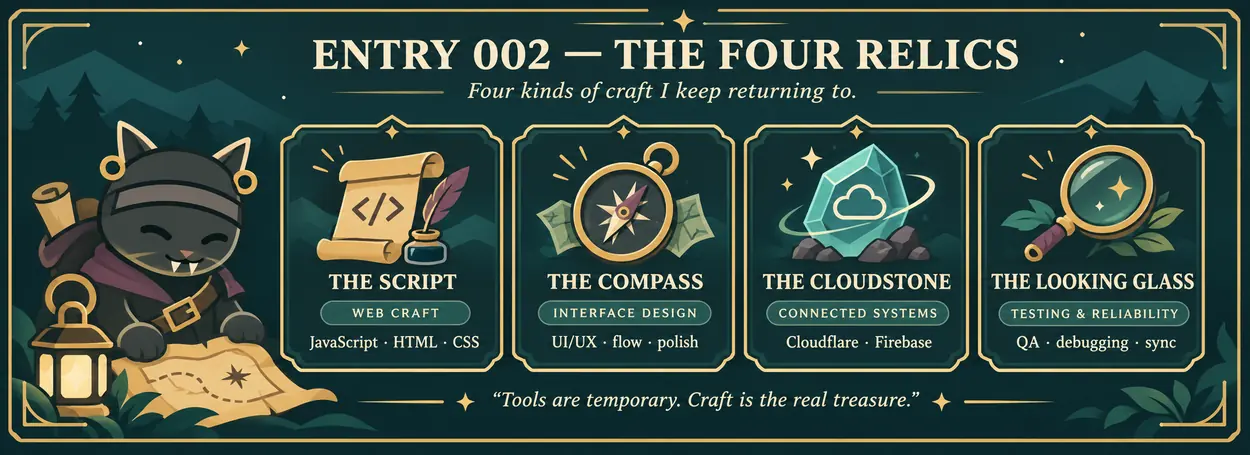 ENTRY 002 — THE FOUR RELICS
Four kinds of craft I keep returning to.
</>
THE SCRIPT
WEB CRAFT
JavaScript · HTML · CSS
THE COMPASS
INTERFACE DESIGN
UI/UX · flow · polish
THE CLOUDSTONE
CONNECTED SYSTEMS
Cloudflare · Firebase
THE LOOKING GLASS
TESTING & RELIABILITY
QA · debugging · sync
“Tools are temporary. Craft is the real treasure.”